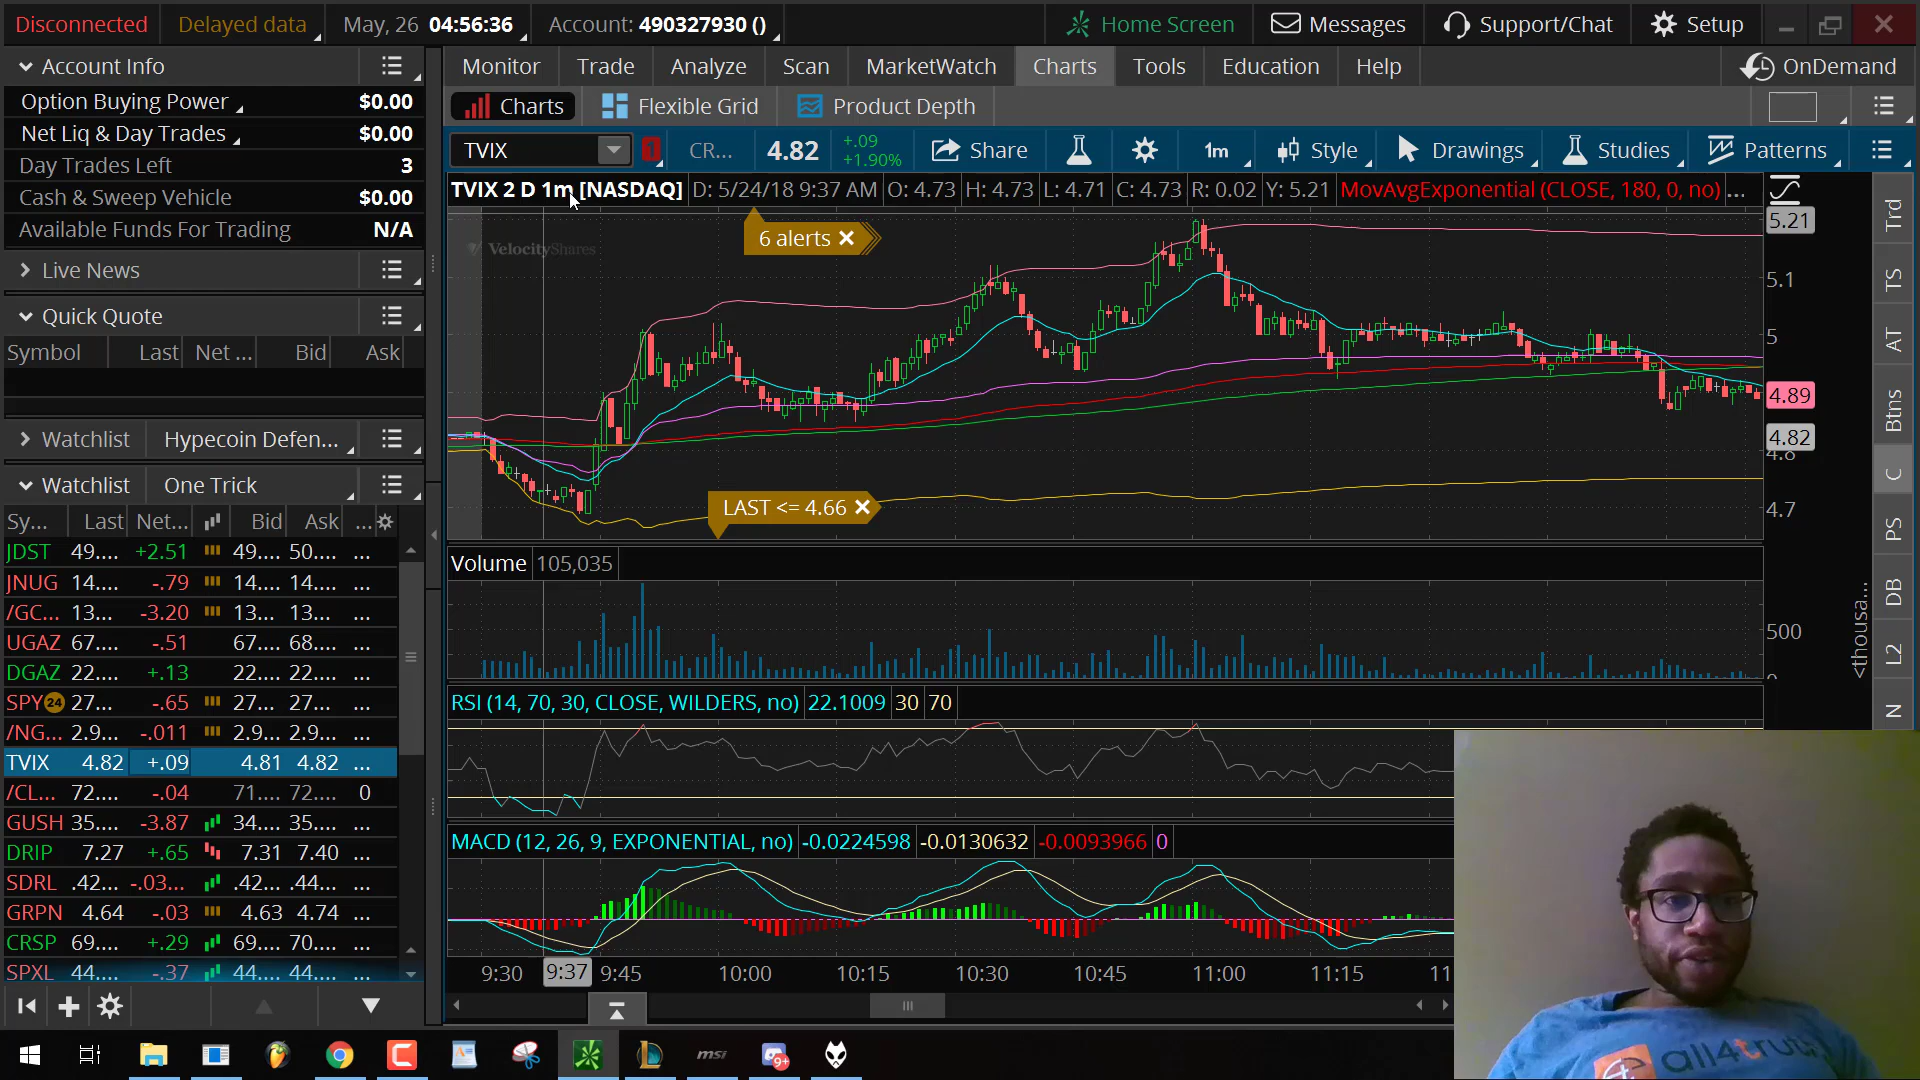 Disconnected Delayed data May, 26 04:56:36 Account: 490327930 () Home Screen Messages Support/Chat Setup
Account Info
Option Buying Power $0.00
Net Liq & Day Trades $0.00
Day Trades Left 3
Cash & Sweep Vehicle $0.00
Available Funds For Trading N/A
Live News
Quick Quote
Symbol Last Net ... Bid Ask
Watchlist Hypecoin Defen...
Watchlist One Trick
Sy... Last Net... Bid Ask ...
JDST 49.... +2.51 49.... 50.... ...
JNUG 14.... -.79 14.... 14.... ...
/GC... 13... -3.20 13... 13... ...
UGAZ 67.... -.51 67.... 68.... ...
DGAZ 22.... +.13 22.... 22.... ...
SPY 24 27... -.65 27... 27... ...
/NG... 2.9... -.011 2.9... 2.9... ...
TVIX 4.82 +.09 4.81 4.82 ...
/CL... 72.... -.04 71.... 72.... 0
GUSH 35.... -3.87 34.... 35.... ...
DRIP 7.27 +.65 7.31 7.40 ...
SDRL .42... -.03... .42... .44... ...
GRPN 4.64 -.03 4.63 4.74 ...
CRSP 69.... +.29 69.... 70.... ...
SPXL 44.... -.37 44.... 44.... ...
Monitor Trade Analyze Scan MarketWatch Charts Tools Education Help OnDemand
Charts Flexible Grid Product Depth
TVIX 1 CR... 4.82 +.09 +1.90% Share 1m Style Drawings Studies Patterns
TVIX 2 D 1m [NASDAQ] D: 5/24/18 9:37 AM O: 4.73 H: 4.73 L: 4.71 C: 4.73 R: 0.02 Y: 5.21 MovAvgExponential (CLOSE, 180, 0, no) ...
VelocityShares
6 alerts
LAST <= 4.66
5.21
5.1
5
4.89
4.82
4.8
4.7
Volume 105,035
500
0
<thousa...
RSI (14, 70, 30, CLOSE, WILDERS, no) 22.1009 30 70
MACD (12, 26, 9, EXPONENTIAL, no) -0.0224598 -0.0130632 -0.0093966 0
9:30 9:37 9:45 10:00 10:15 10:30 10:45 11:00 11:15 11
Trd
TS
AT
Btns
C
PS
DB
L2
N
all4truth
msi
9+